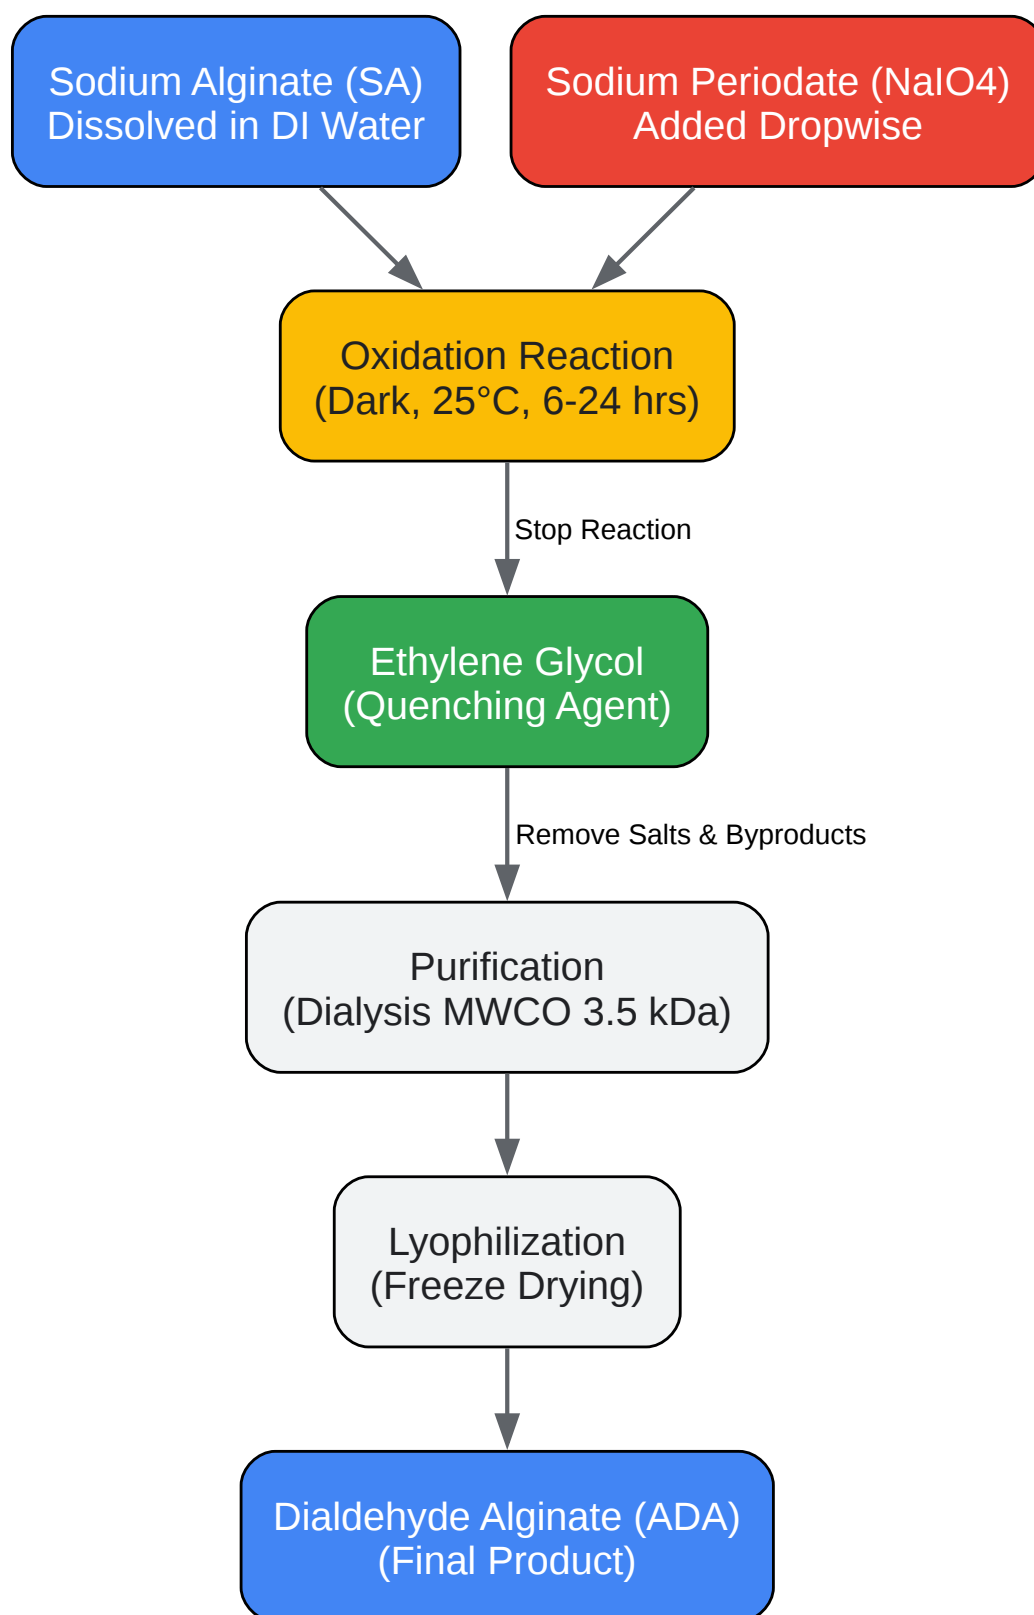 Sodium Alginate (SA)
Dissolved in DI Water
Sodium Periodate (NaIO4)
Added Dropwise
Oxidation Reaction
(Dark, 25°C, 6-24 hrs)
Stop Reaction
Ethylene Glycol
(Quenching Agent)
Remove Salts & Byproducts
Purification
(Dialysis MWCO 3.5 kDa)
Lyophilization
(Freeze Drying)
Dialdehyde Alginate (ADA)
(Final Product)